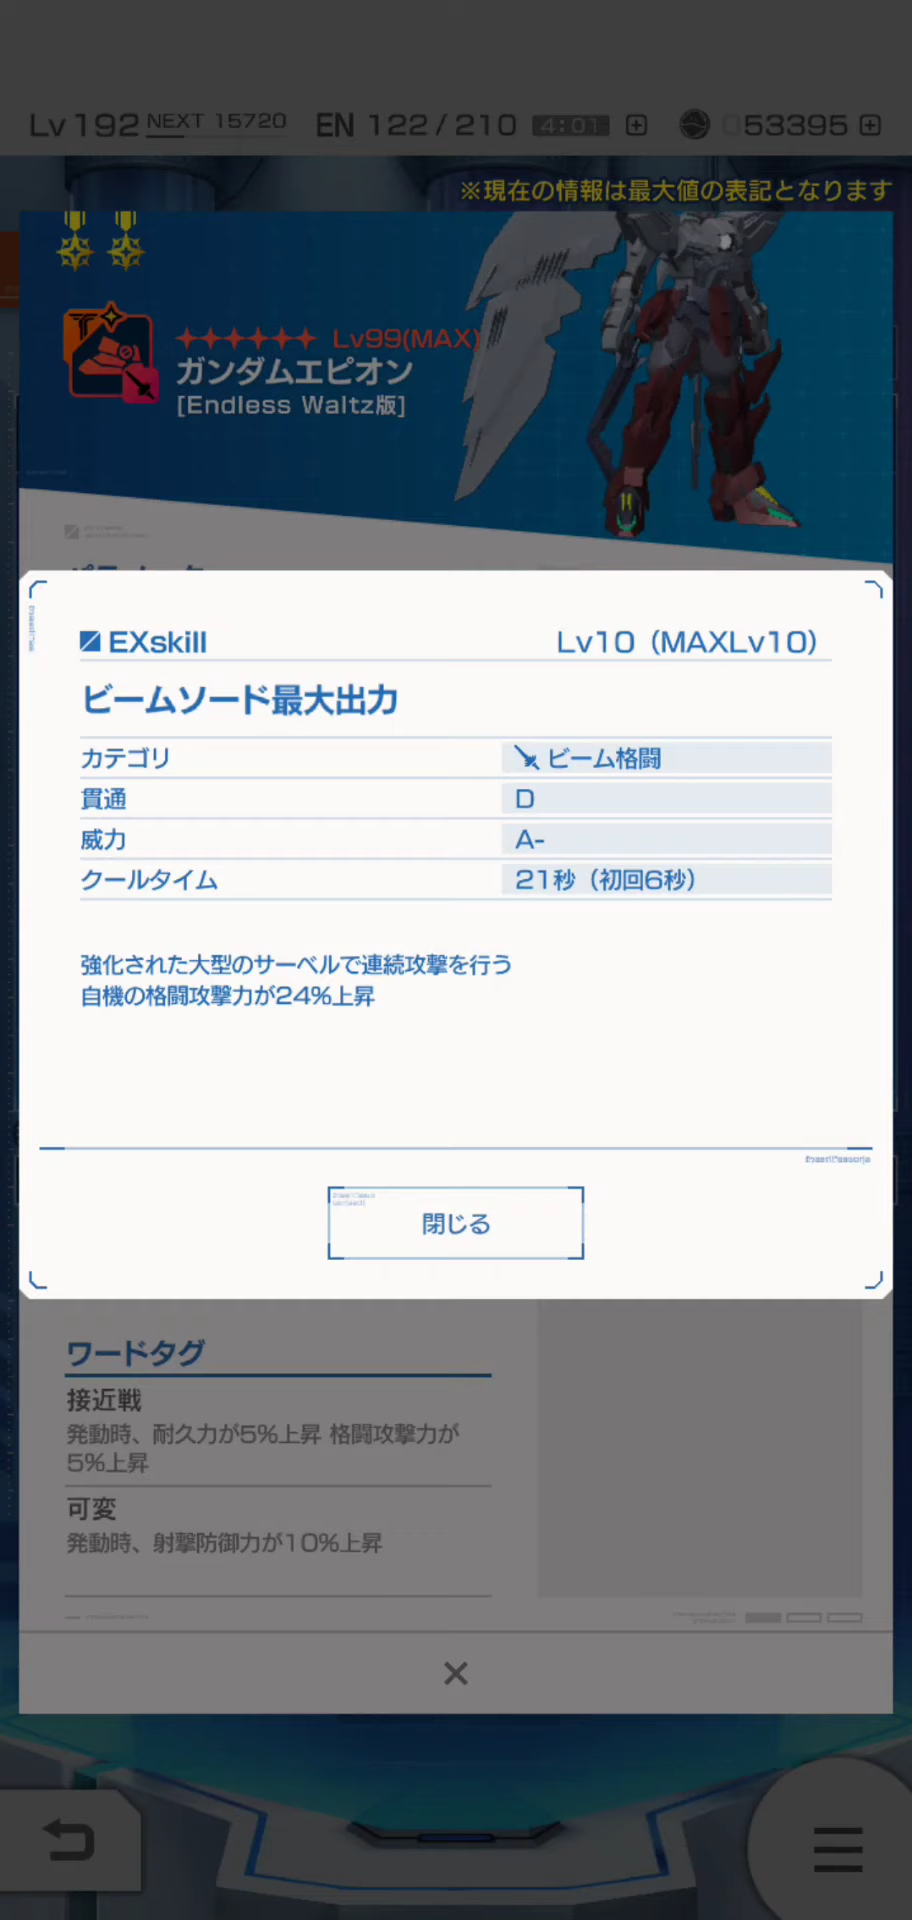 Lv192 NEXT 15720 EN 122/210 4:01 053395
※現在の情報は最大値の表記となります
Lv99(MAX)
ガンダムエピオン
[Endless Waltz版]
EXskill Lv10(MAXLv10)
ビームソード最大出力
カテゴリ ビーム格闘
貫通 D
威力 A-
クールタイム 21秒(初回6秒)
強化された大型のサーベルで連続攻撃を行う
自機の格闘攻撃力が24%上昇
閉じる
ワードタグ
接近戦
発動時、耐久力が5%上昇 格闘攻撃力が
5%上昇
可変
発動時、射撃防御力が10%上昇